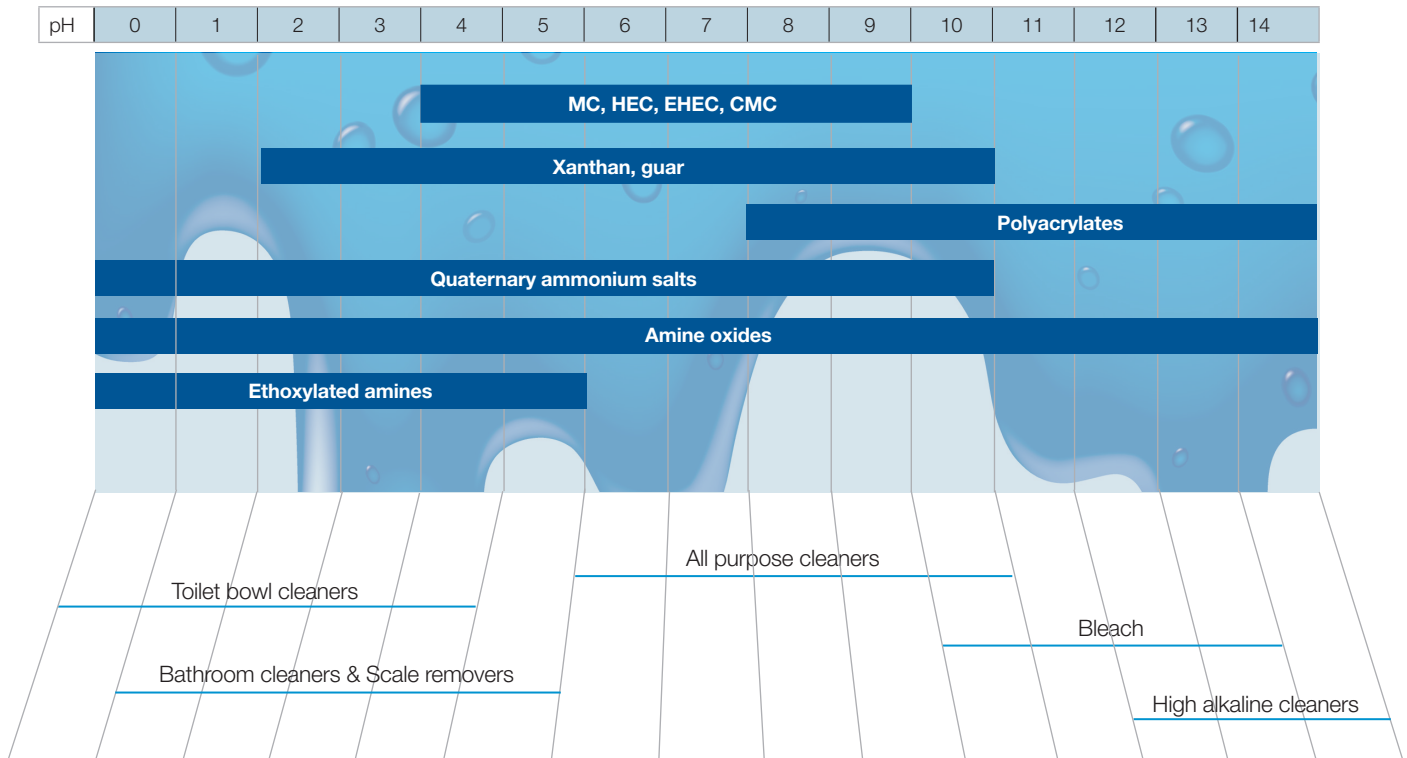 pH 0 1 2 3 4 5 6 7 8 9 10 11 12 13 14
MC, HEC, EHEC, CMC
Xanthan, guar
Polyacrylates
Quaternary ammonium salts
Amine oxides
Ethoxylated amines
All purpose cleaners
Toilet bowl cleaners
Bleach
Bathroom cleaners & Scale removers
High alkaline cleaners